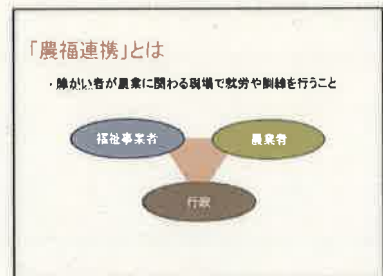 「農福連携」とは
・障がい者が農業に関わる現場で就労や訓練を行うこと
福祉事業者
農業者
行政